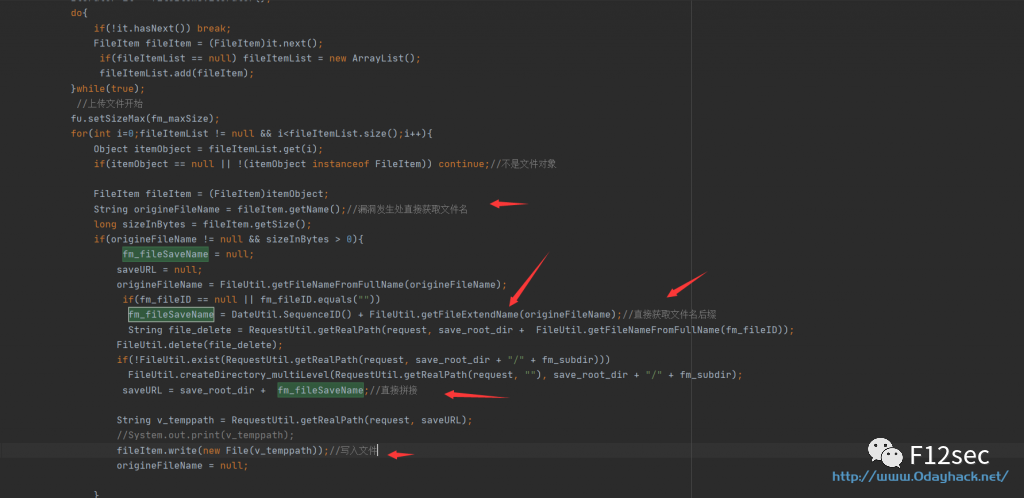 do{
if(!it.hasNext()) break;
FileItem fileItem = (FileItem)it.next();
if(fileItemList == null) fileItemList = new ArrayList();
fileItemList.add(fileItem);
}while(true);
//上传文件开始
fu.setSizeMax(fm_maxSize);
for(int i=0;fileItemList != null && i<fileItemList.size();i++){
Object itemObject = fileItemList.get(i);
if(itemObject == null || !(itemObject instanceof FileItem)) continue;//不是文件对象
FileItem fileItem = (FileItem)itemObject;
String origineFileName = fileItem.getName();//漏洞发生处直接获取文件名
long sizeInBytes = fileItem.getSize();
if(origineFileName != null && sizeInBytes > 0){
fm_fileSaveName = null;
saveURL = null;
origineFileName = FileUtil.getFileNameFromFullName(origineFileName);
if(fm_fileID == null || fm_fileID.equals(""))
fm_fileSaveName = DateUtil.SequenceID() + FileUtil.getFileExtendName(origineFileName);//直接获取文件名后缀
String file_delete = RequestUtil.getRealPath(request, save_root_dir + FileUtil.getFileNameFromFullName(fm_fileID));
FileUtil.delete(file_delete);
if(!FileUtil.exist(RequestUtil.getRealPath(request, save_root_dir + "/" + fm_subdir)))
FileUtil.createDirectory_multiLevel(RequestUtil.getRealPath(request, ""), save_root_dir + "/" + fm_subdir);
saveURL = save_root_dir + fm_fileSaveName;//直接拼接
String v_temppath = RequestUtil.getRealPath(request, saveURL);
//System.out.print(v_temppath);
fileItem.write(new File(v_temppath));//写入文件
origineFileName = null;
}
F12sec
http://www.0dayhack.net/